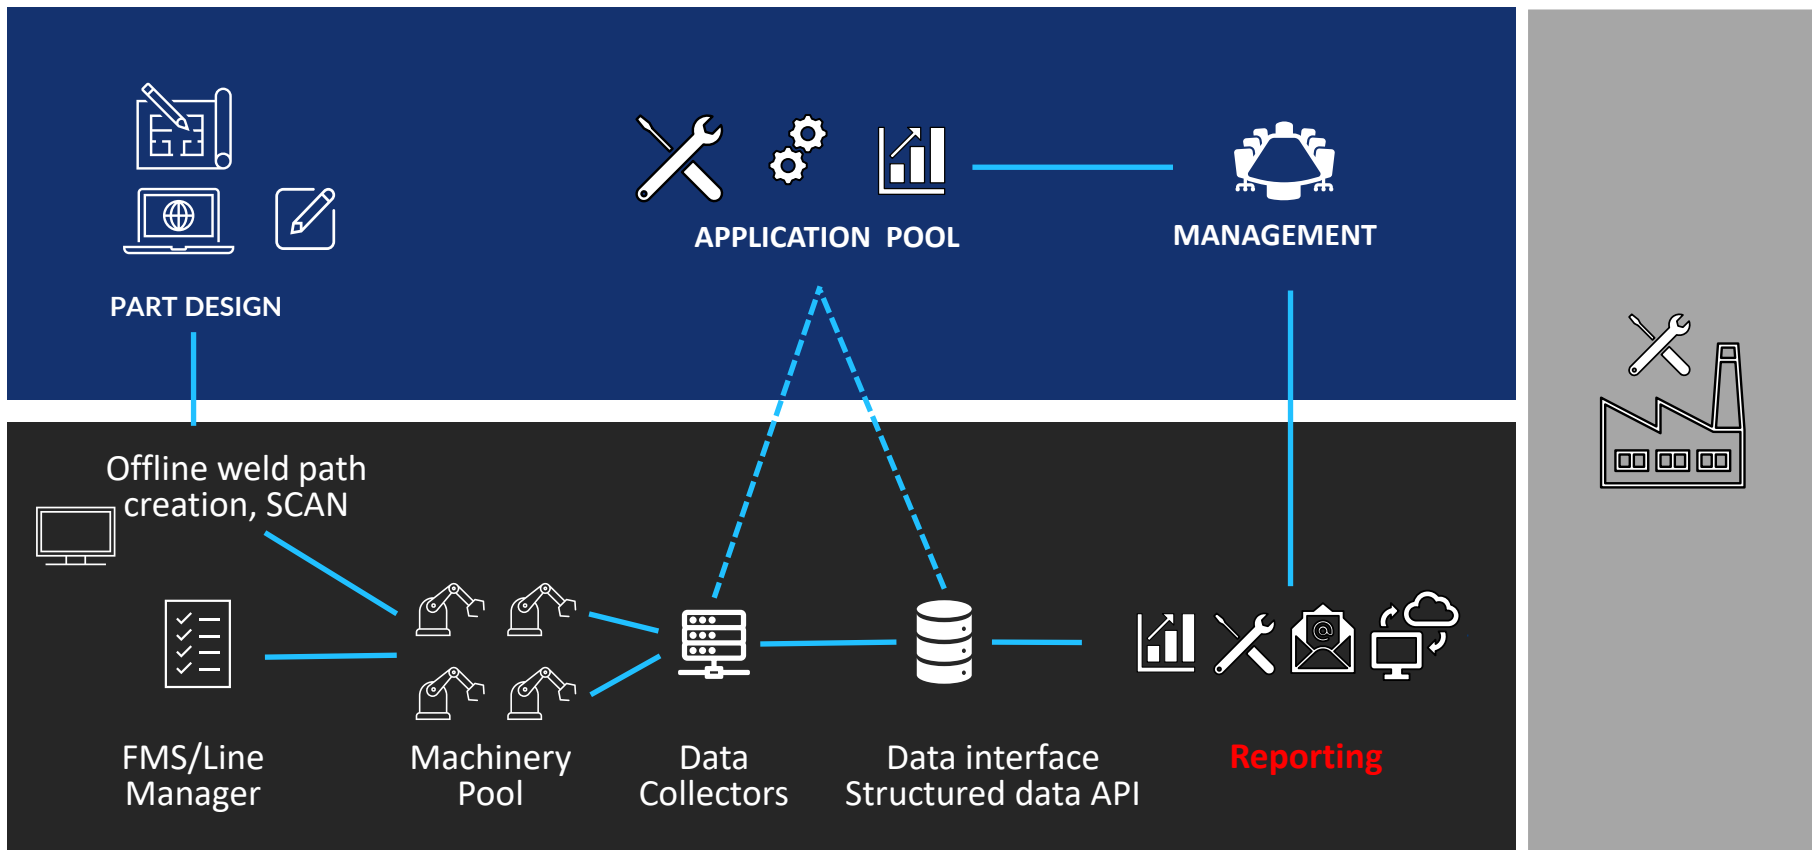 APPLICATION POOL
MANAGEMENT
PART DESIGN
Offline weld path
creation, SCAN
@
FMS/Line
Manager
Machinery
Pool
Data
Collectors
Data interface
Structured data API
Reporting